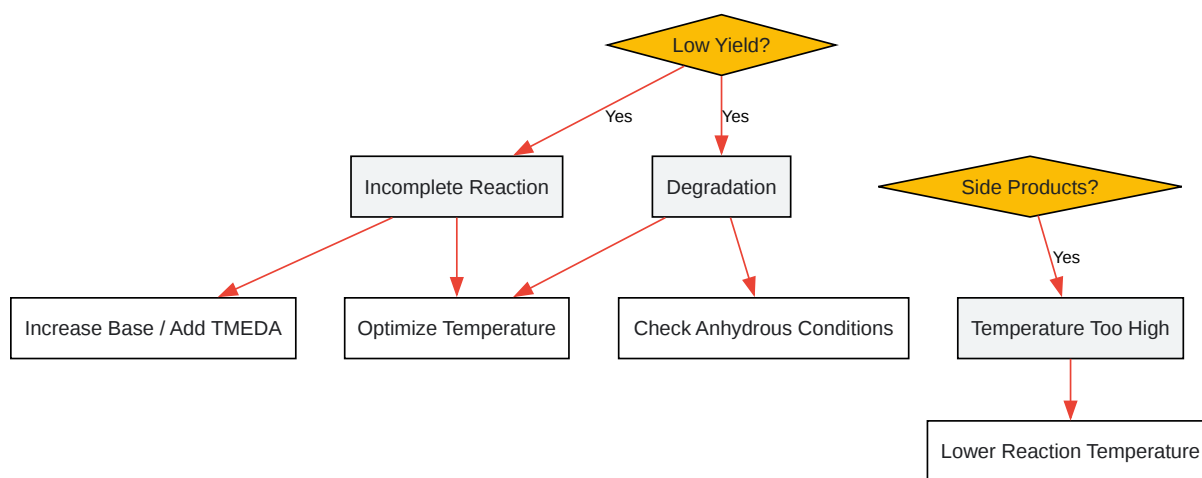 Low Yield?
Yes
Yes
Incomplete Reaction
Degradation
Side Products?
Yes
Increase Base / Add TMEDA
Optimize Temperature
Check Anhydrous Conditions
Temperature Too High
Lower Reaction Temperature